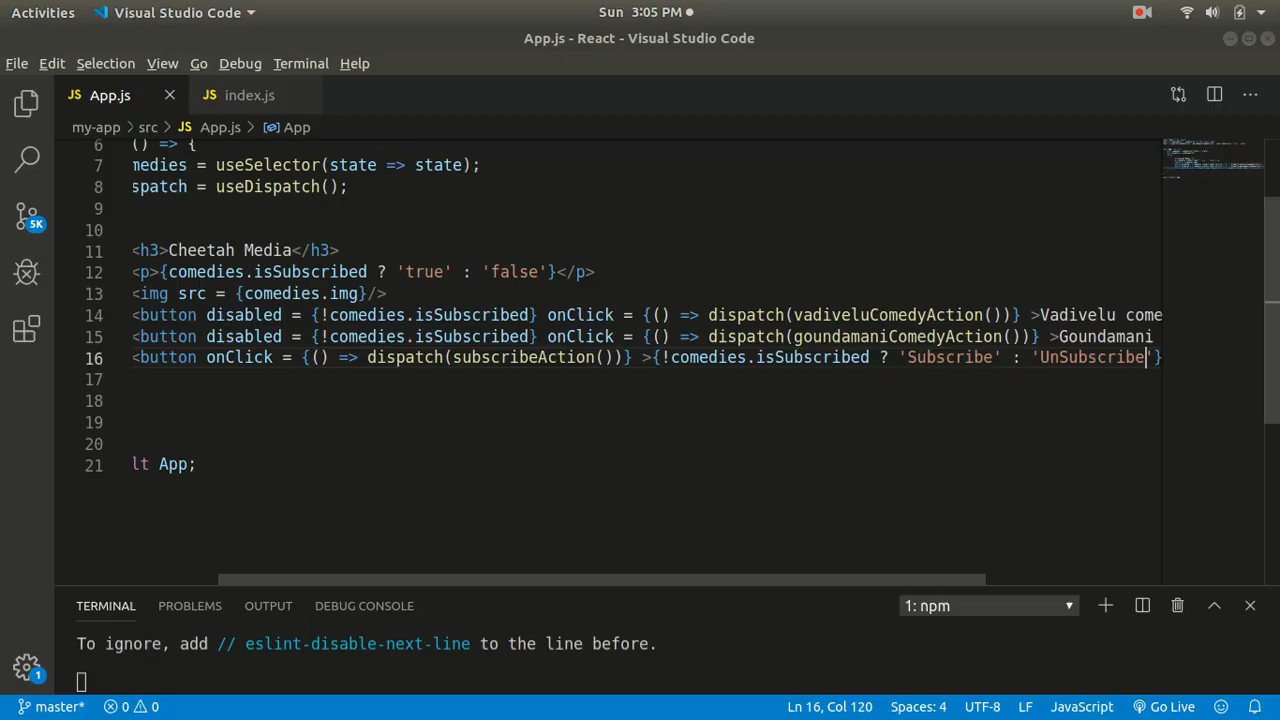 Activities Visual Studio Code Sun 3:05 PM
App.js - React - Visual Studio Code
File Edit Selection View Go Debug Terminal Help
JS App.js JS index.js
my-app > src > JS App.js > App
6 () => {
7 medies = useSelector(state => state);
8 spatch = useDispatch();
9
10
11 <h3>Cheetah Media</h3>
12 <p>{comedies.isSubscribed ? 'true' : 'false'}</p>
13 <img src = {comedies.img}/>
14 <button disabled = {!comedies.isSubscribed} onClick = {() => dispatch(vadiveluComedyAction())} >Vadivelu come
15 <button disabled = {!comedies.isSubscribed} onClick = {() => dispatch(goundamaniComedyAction())} >Goundamani
16 <button onClick = {() => dispatch(subscribeAction())} >{!comedies.isSubscribed ? 'Subscribe' : 'UnSubscribe'}
17
18
19
20
21 lt App;
5K
TERMINAL PROBLEMS OUTPUT DEBUG CONSOLE 1: npm
To ignore, add // eslint-disable-next-line to the line before.
1
master* 0 0 Ln 16, Col 120 Spaces: 4 UTF-8 LF JavaScript Go Live